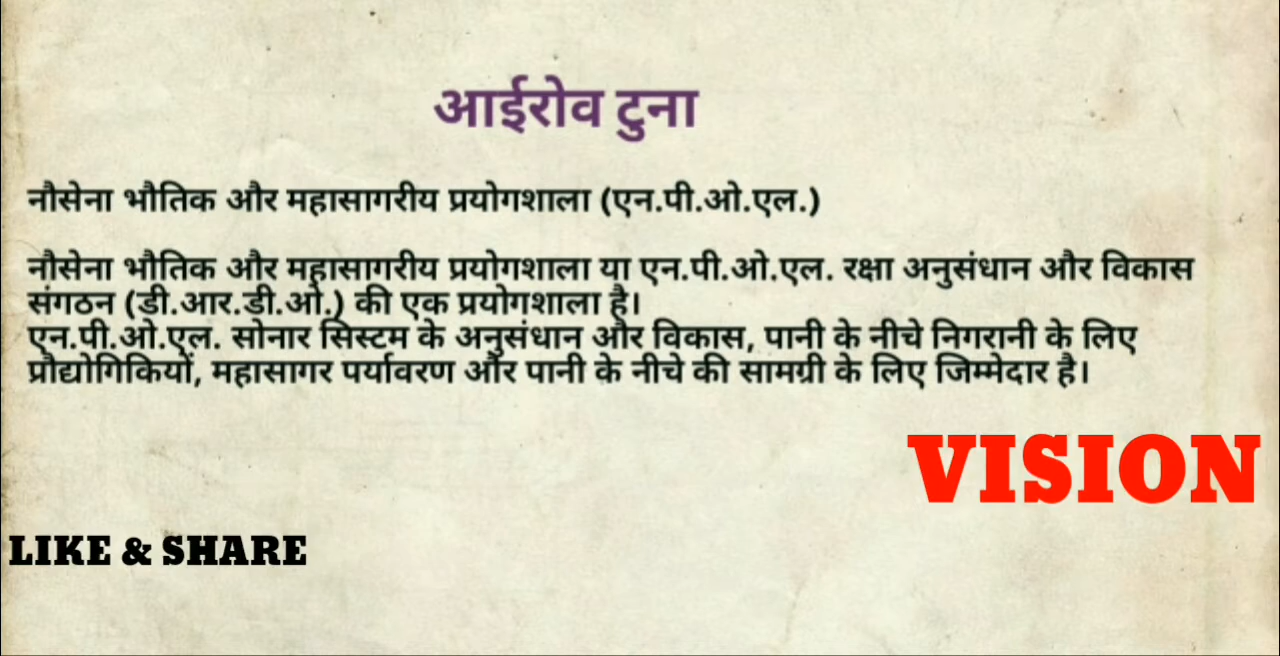 आईरोव टुना
नौसेना भौतिक और महासागरीय प्रयोगशाला (एन.पी.ओ.एल.)
नौसेना भौतिक और महासागरीय प्रयोगशाला या एन.पी.ओ.एल. रक्षा अनुसंधान और विकास
संगठन (डी.आर.डी.ओ.) की एक प्रयोगशाला है।
एन.पी.ओ.एल. सोनार सिस्टम के अनुसंधान और विकास, पानी के नीचे निगरानी के लिए
प्रौद्योगिकियों, महासागर पर्यावरण और पानी के नीचे की सामग्री के लिए जिम्मेदार है।
VISION
LIKE & SHARE